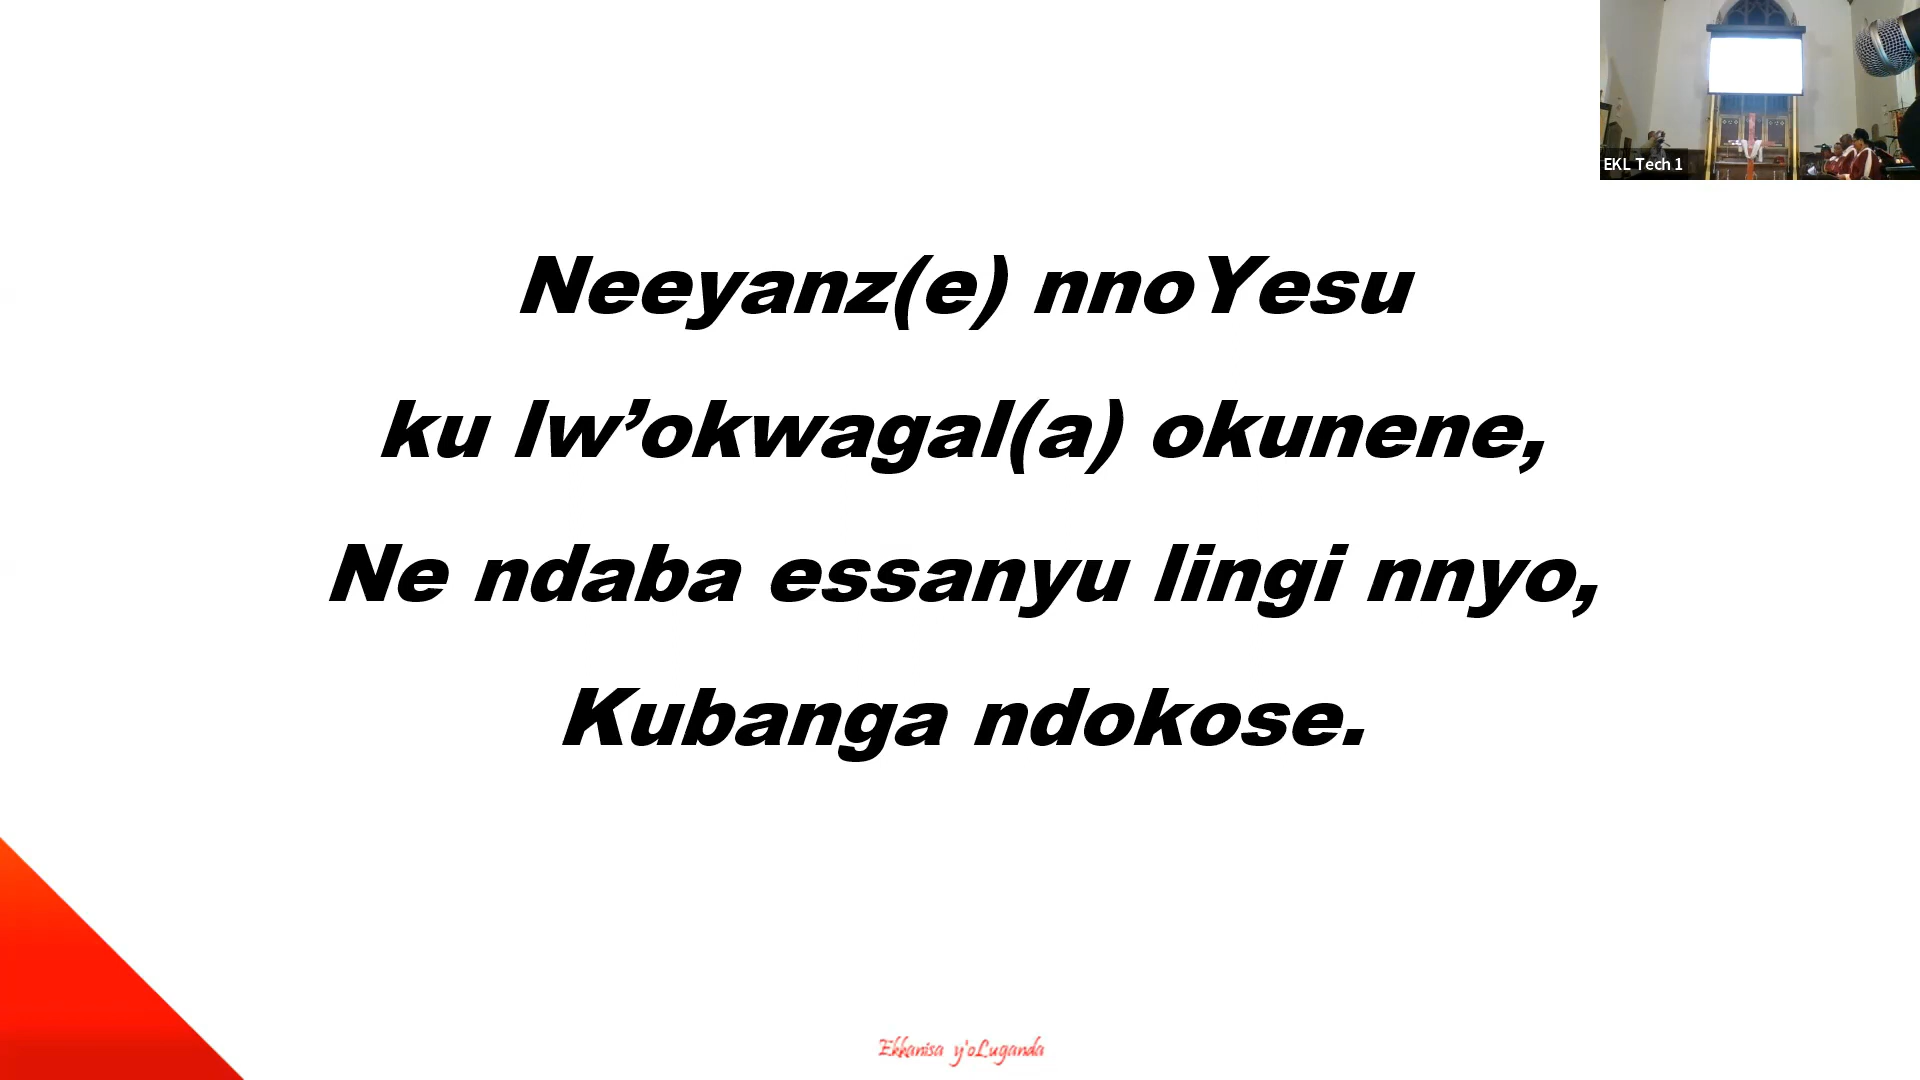 EKL Tech 1
Neeyanz(e) nnoYesu
ku lw’okwagal(a) okunene,
Ne ndaba essanyu lingi nnyo,
Kubanga ndokose.
Ekkanisa y'oLuganda